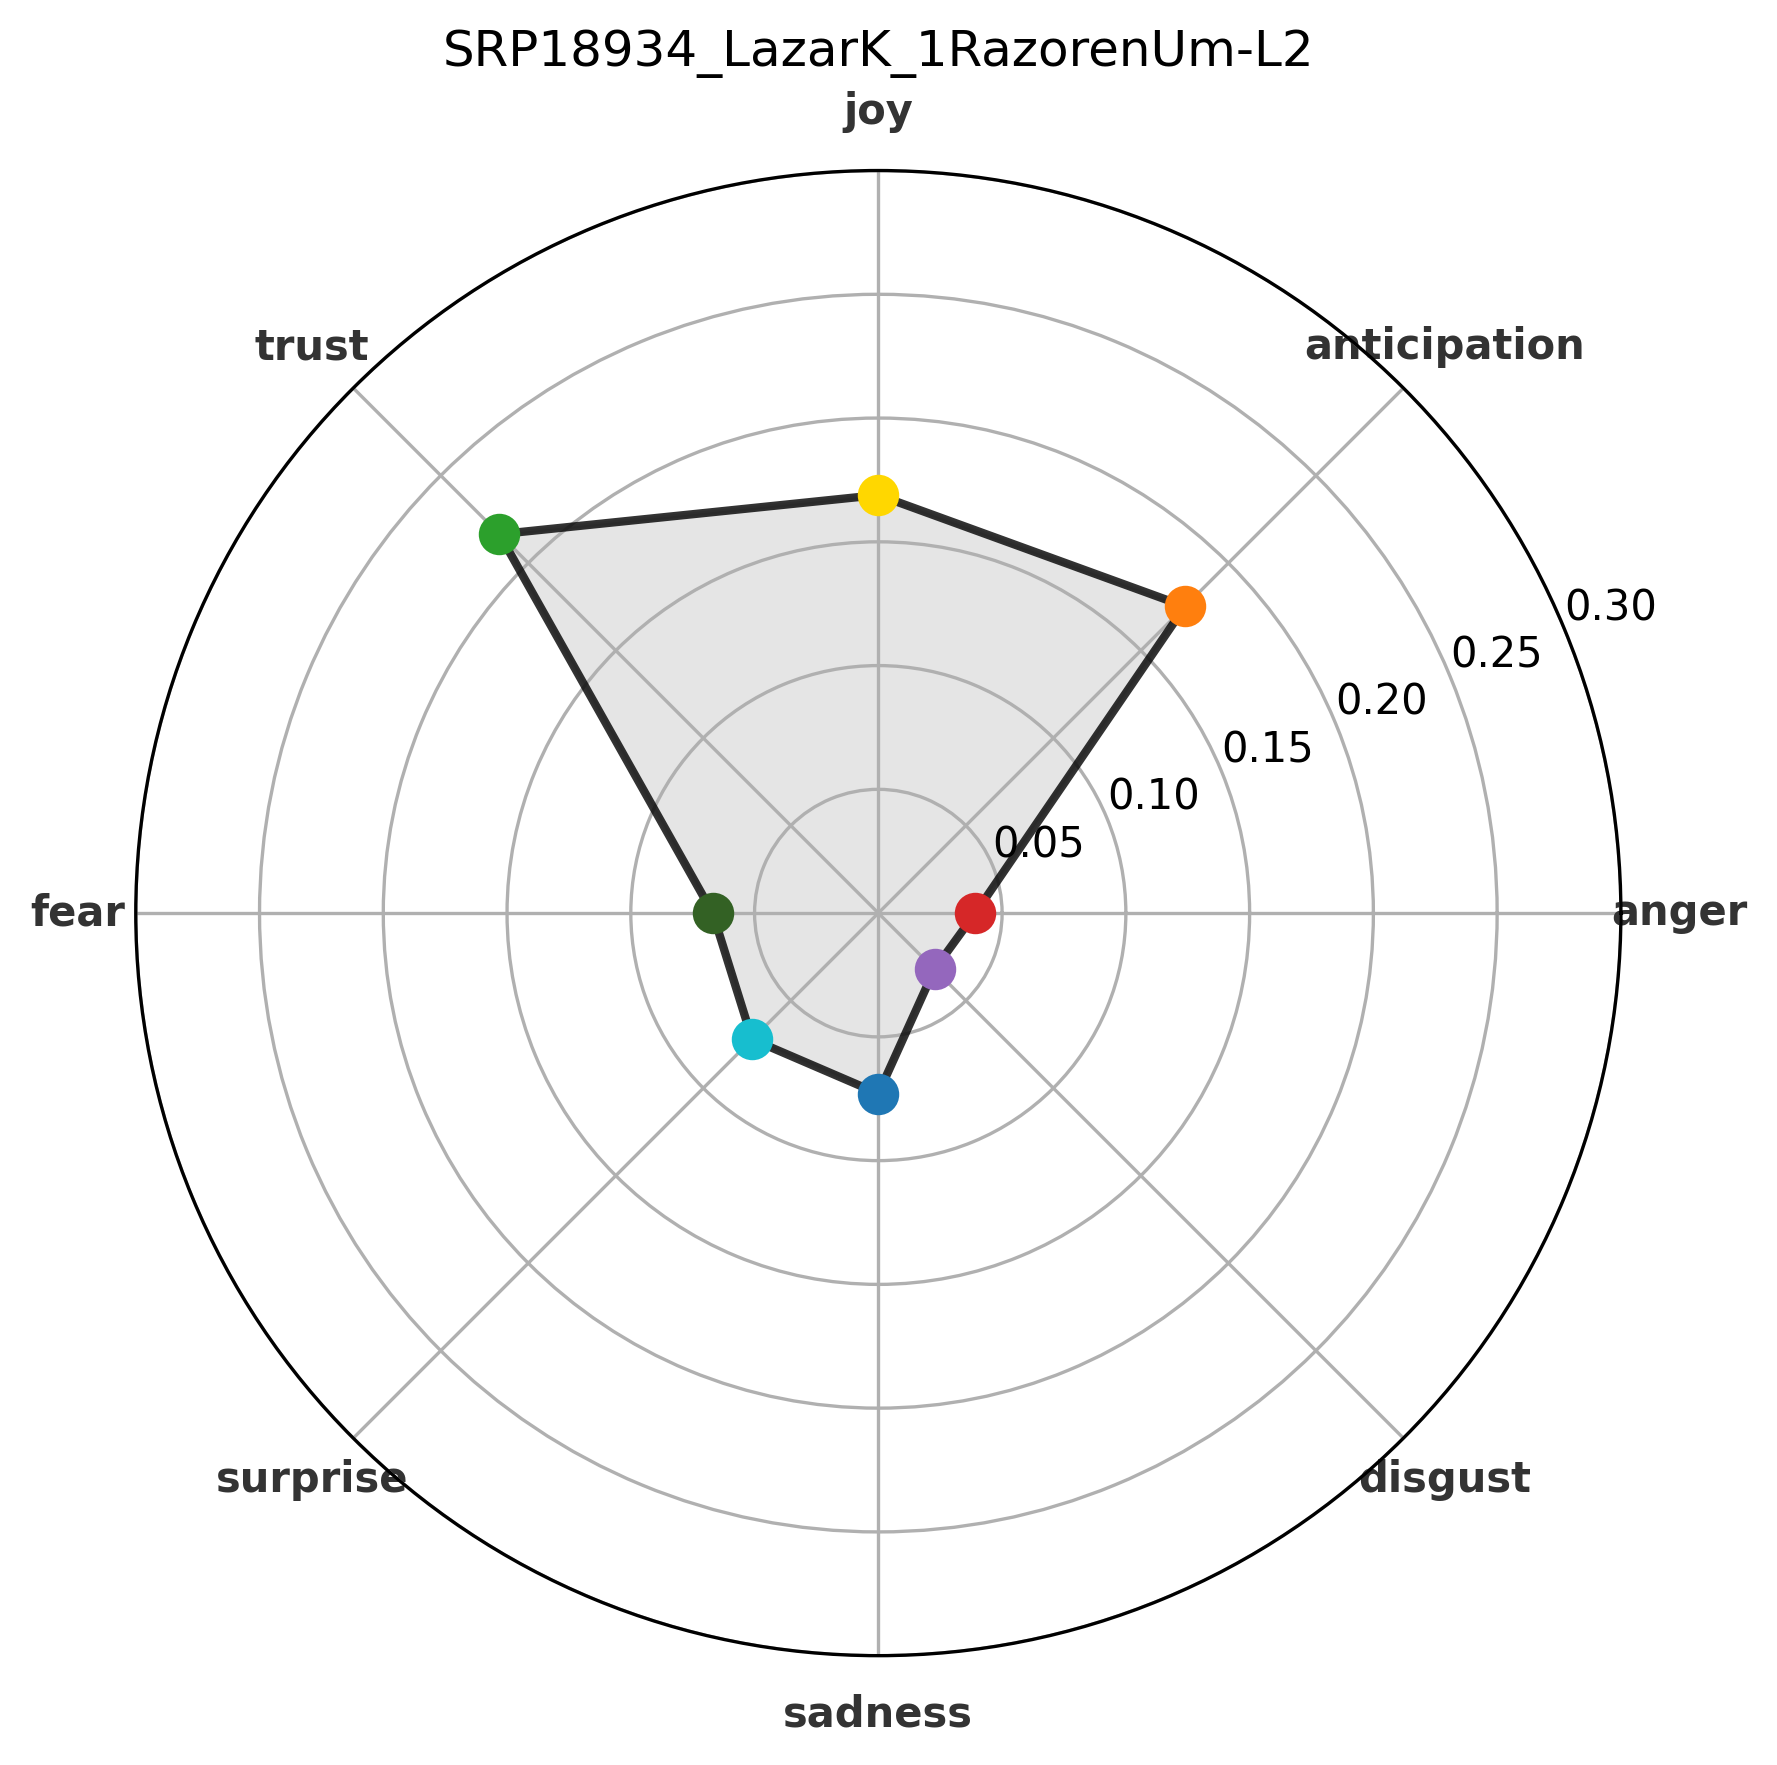 SRP18934_LazarK_1RazorenUm-L2
joy
trust
anticipation
0.30
0.25
0.20
0.15
0.10
0.05
fear
anger
surprise
disgust
sadness